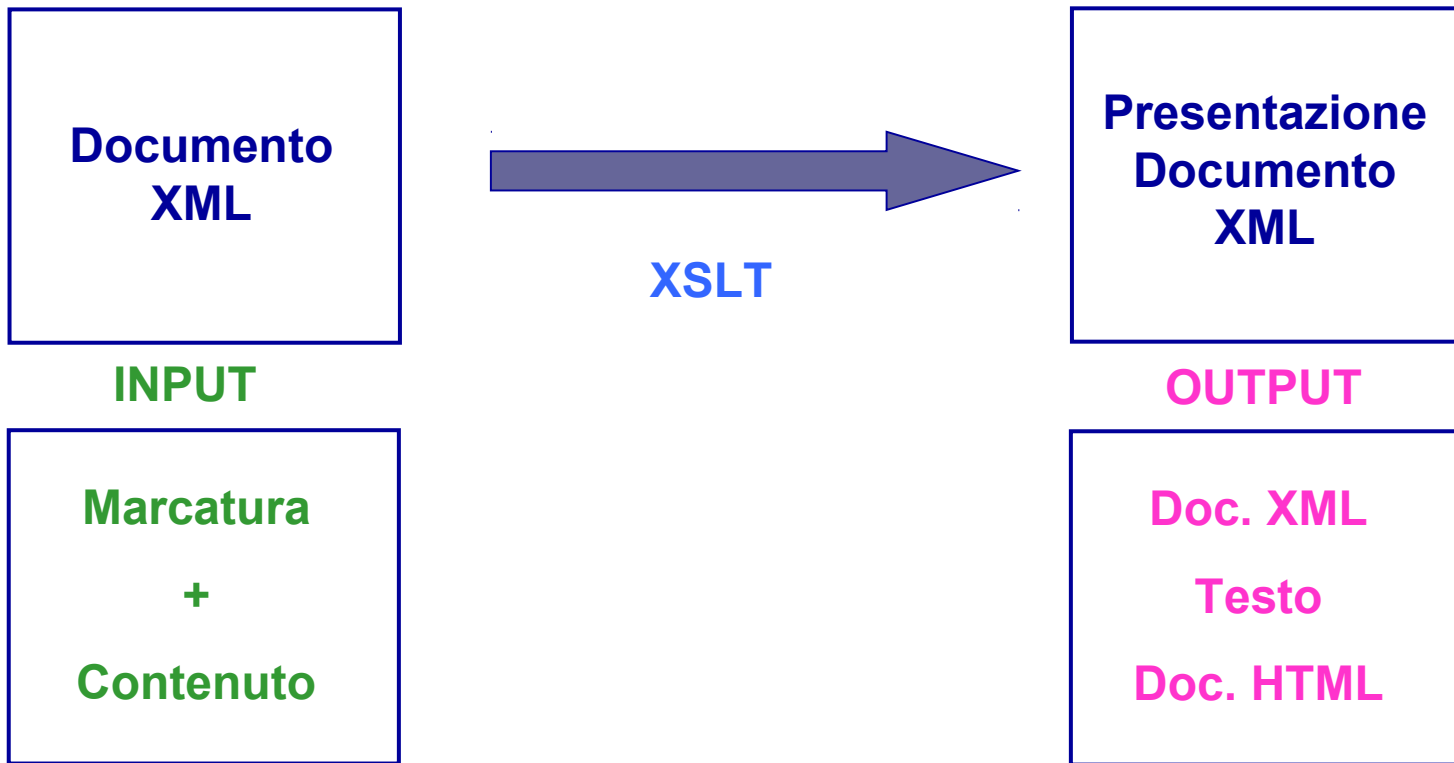 Documento
XML
XSLT
Presentazione
Documento
XML
INPUT
OUTPUT
Marcatura
+
Contenuto
Doc. XML
Testo
Doc. HTML